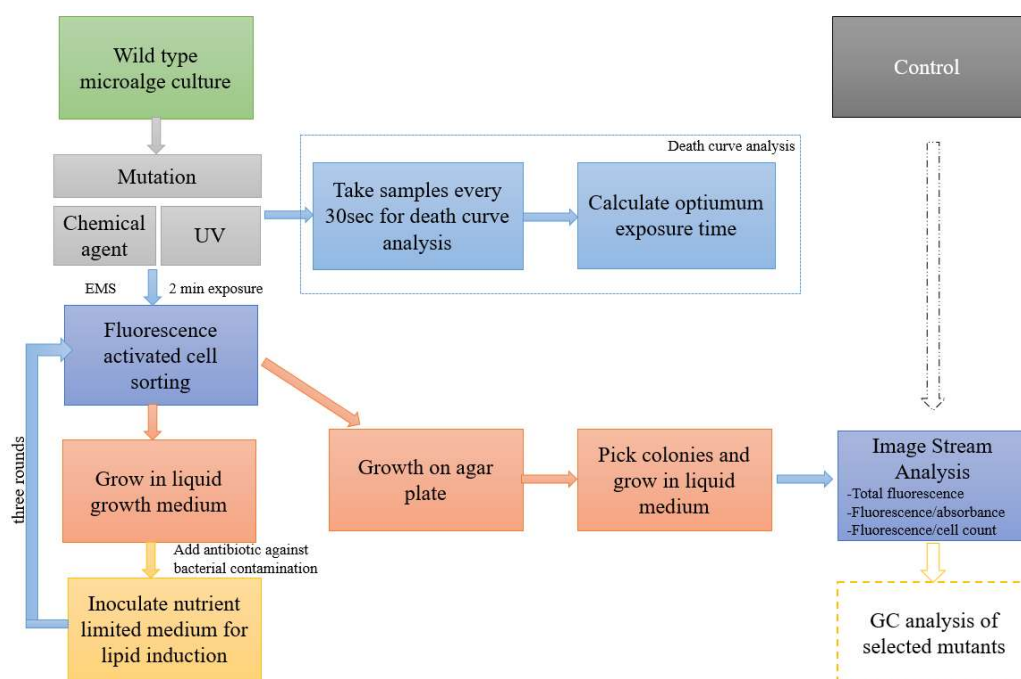 Wild type
microalge culture
Control
Mutation
Chemical
agent
UV
Death curve analysis
Take samples every
30sec for death curve
analysis
Calculate optiumum
exposure time
EMS
2 min exposure
Fluorescence
activated cell
sorting
three rounds
Grow in liquid
growth medium
Growth on agar
plate
Pick colonies and
grow in liquid
medium
Image Stream
Analysis
-Total fluorescence
-Fluorescence/absorbance
-Fluorescence/cell count
Add antibiotic against
bacterial contamination
Inoculate nutrient
limited medium for
lipid induction
GC analysis of
selected mutants